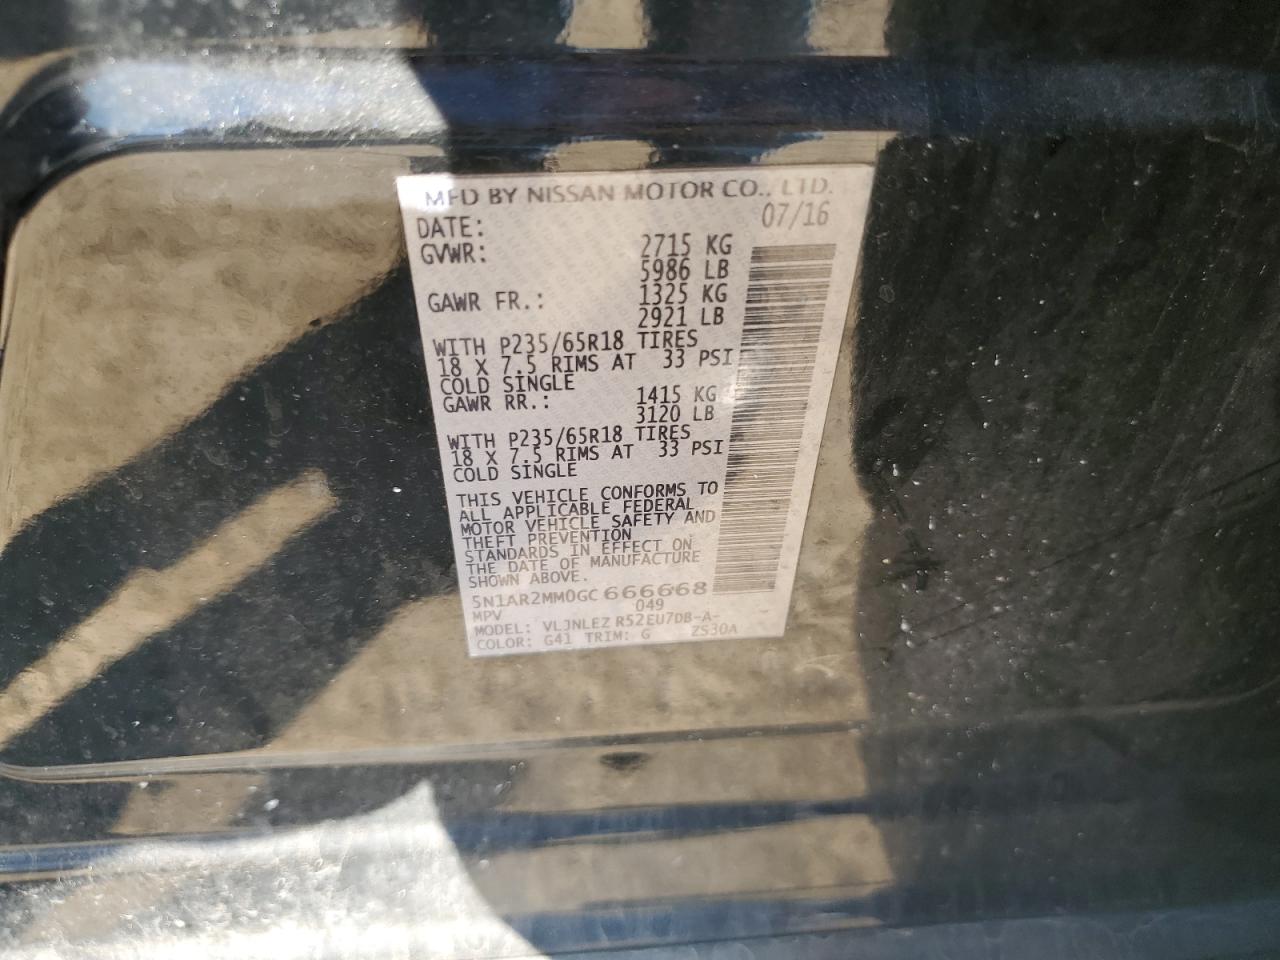 MFD BY NISSAN MOTOR CO., LTD.
DATE: 07/16
GVWR: 2715 KG
5986 LB
GAWR FR.: 1325 KG
2921 LB
WITH P235/65R18 TIRES
18 X 7.5 RIMS AT 33 PSI
COLD SINGLE
GAWR RR.: 1415 KG
3120 LB
WITH P235/65R18 TIRES
18 X 7.5 RIMS AT 33 PSI
COLD SINGLE
THIS VEHICLE CONFORMS TO
ALL APPLICABLE FEDERAL
MOTOR VEHICLE SAFETY AND
THEFT PREVENTION
STANDARDS IN EFFECT ON
THE DATE OF MANUFACTURE
SHOWN ABOVE.
5N1AR2MM0GC666668
MPV 049
MODEL: VLJNLEZ R52EU7DB-A-
COLOR: G41 TRIM: G ZS30A